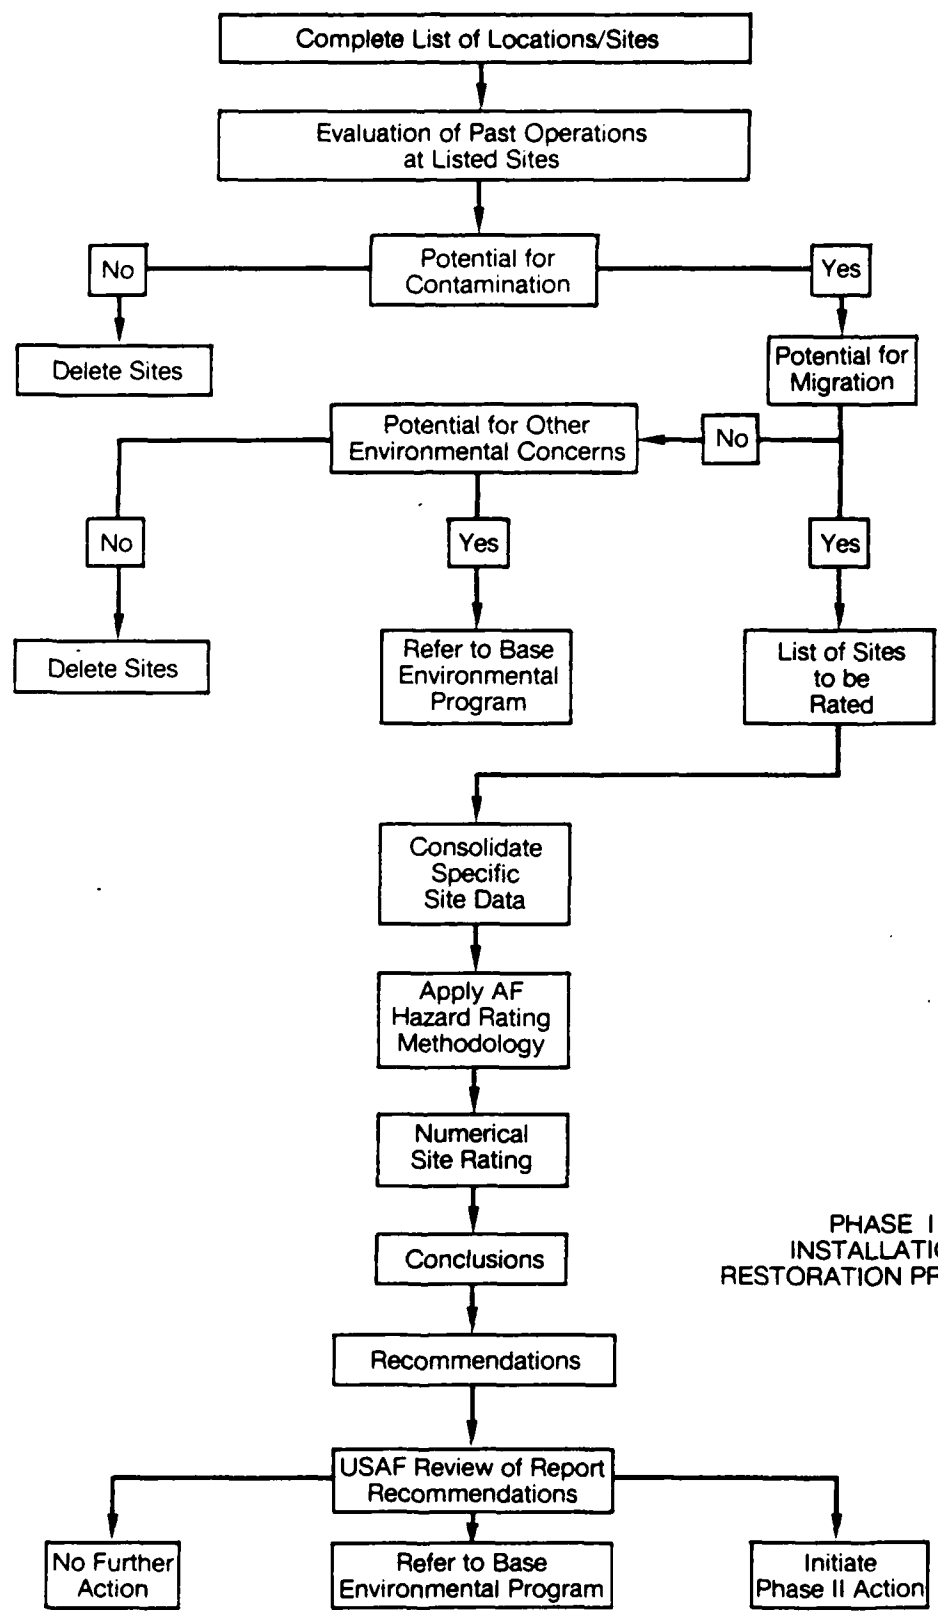 Complete List of Locations/Sites
Evaluation of Past Operations
at Listed Sites
No
Potential for
Contamination
Yes
Delete Sites
Potential for
Migration
Potential for Other
Environmental Concerns
No
No
Yes
Yes
Delete Sites
Refer to Base
Environmental
Program
List of Sites
to be
Rated
Consolidate
Specific
Site Data
Apply AF
Hazard Rating
Methodology
Numerical
Site Rating
PHASE I
INSTALLATIO
RESTORATION PR
Conclusions
Recommendations
USAF Review of Report
Recommendations
No Further
Action
Refer to Base
Environmental Program
Initiate
Phase II Action